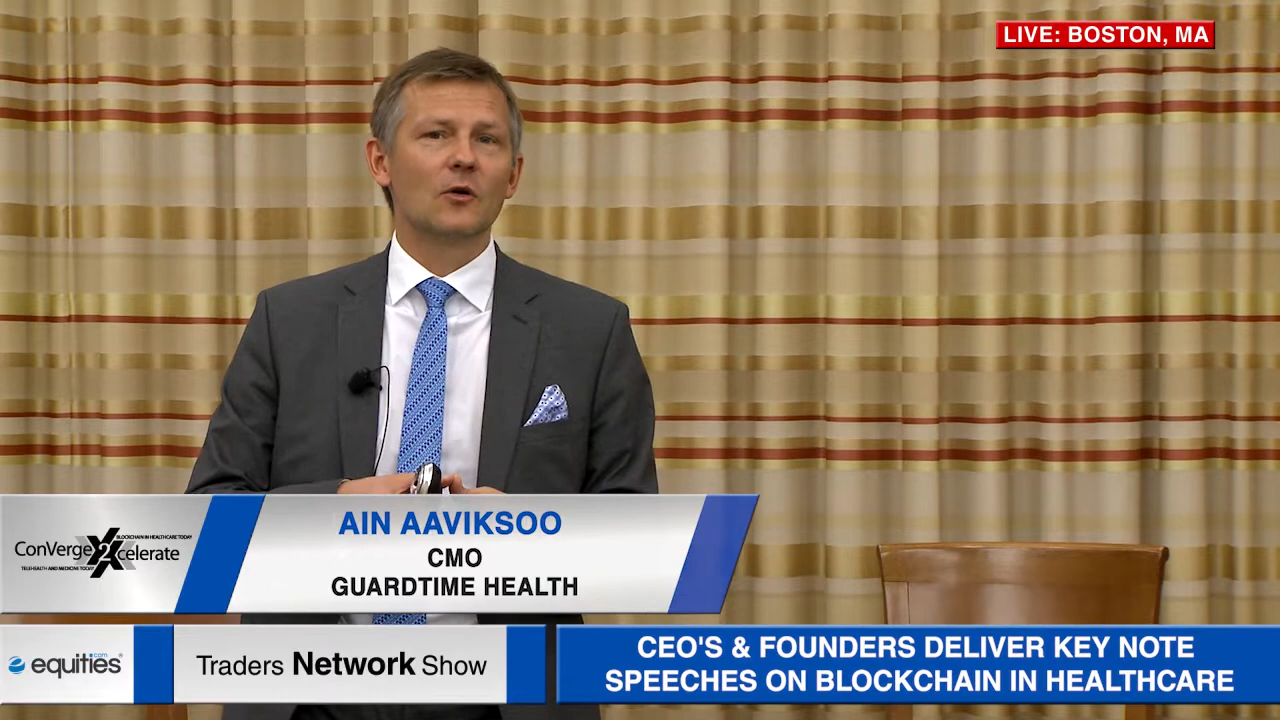 LIVE: BOSTON, MA
AIN AAVIKSOO
CMO
GUARDTIME HEALTH
BLOCKCHAIN IN HEALTHCARE TODAY
ConVerge2Xcelerate
TELEHEALTH AND MEDICINE TODAY
equities.com®
Traders Network Show
CEO'S & FOUNDERS DELIVER KEY NOTE
SPEECHES ON BLOCKCHAIN IN HEALTHCARE